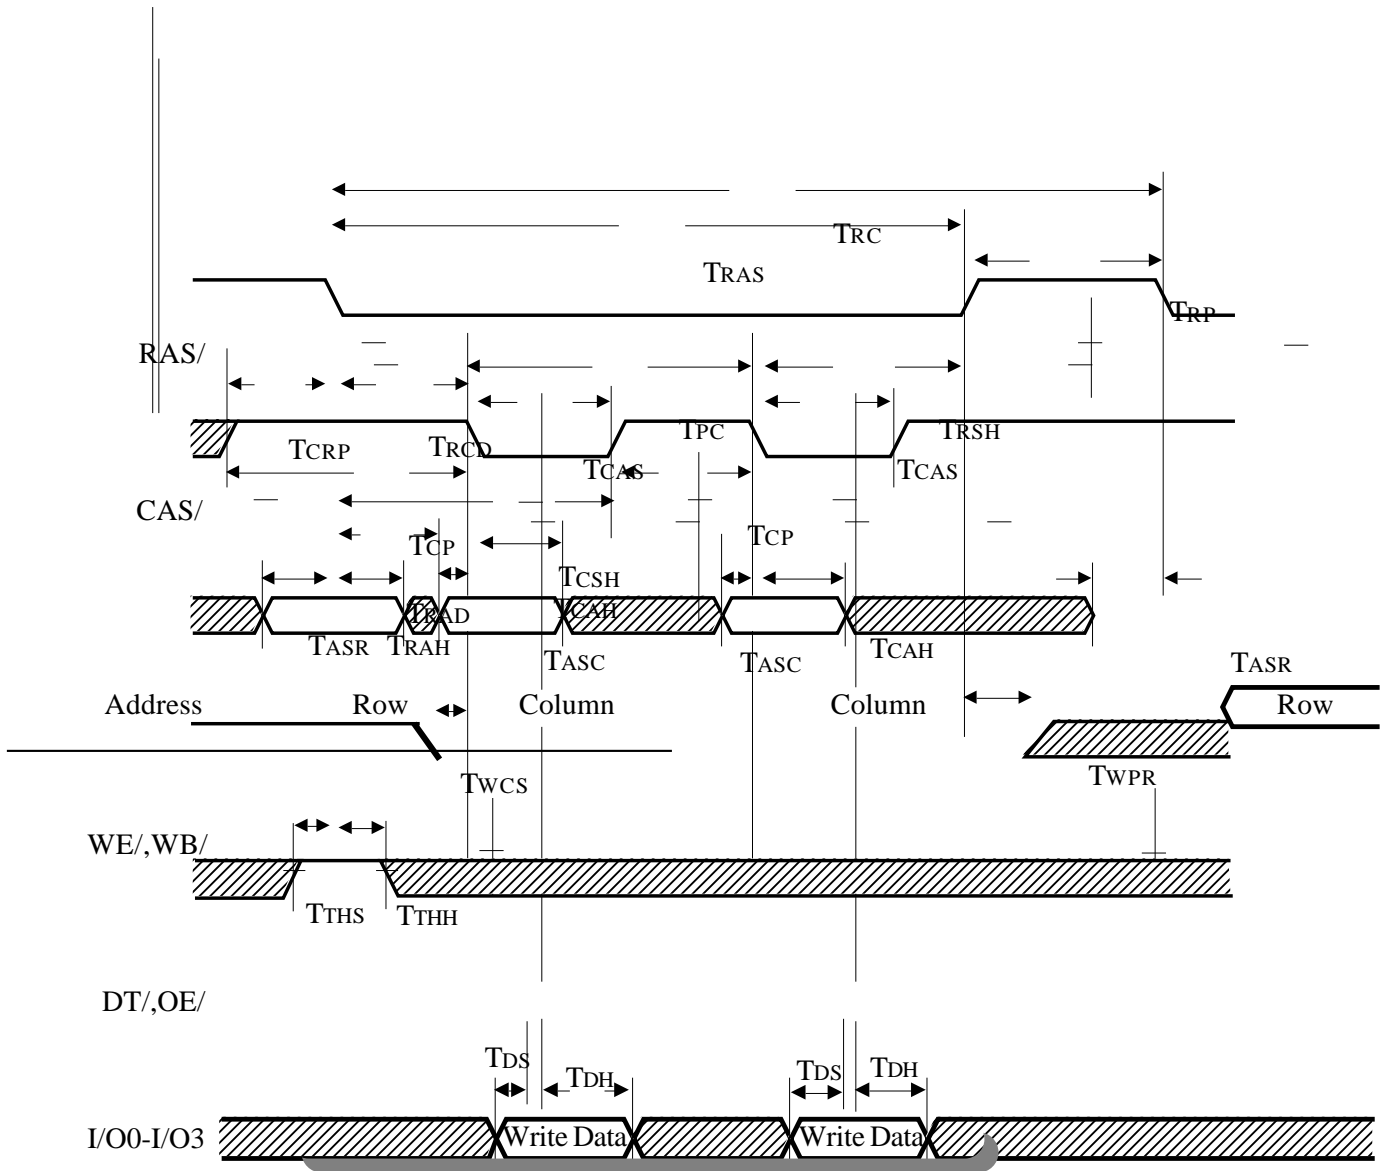 TRC
TRAS
TRP
RAS/
TCRP TRCD TPC TRSH
TCAS TCAS
CAS/
TCP TCP
TCSH
TRAD TCAH
TASR TRAH TASC TASC TCAH
TASR
Address Row Column Column Row
TWCS TWPR
WE/,WB/
TTHS TTHH
DT/,OE/
TDS TDH TDS TDH
I/O0-I/O3 Write Data Write Data